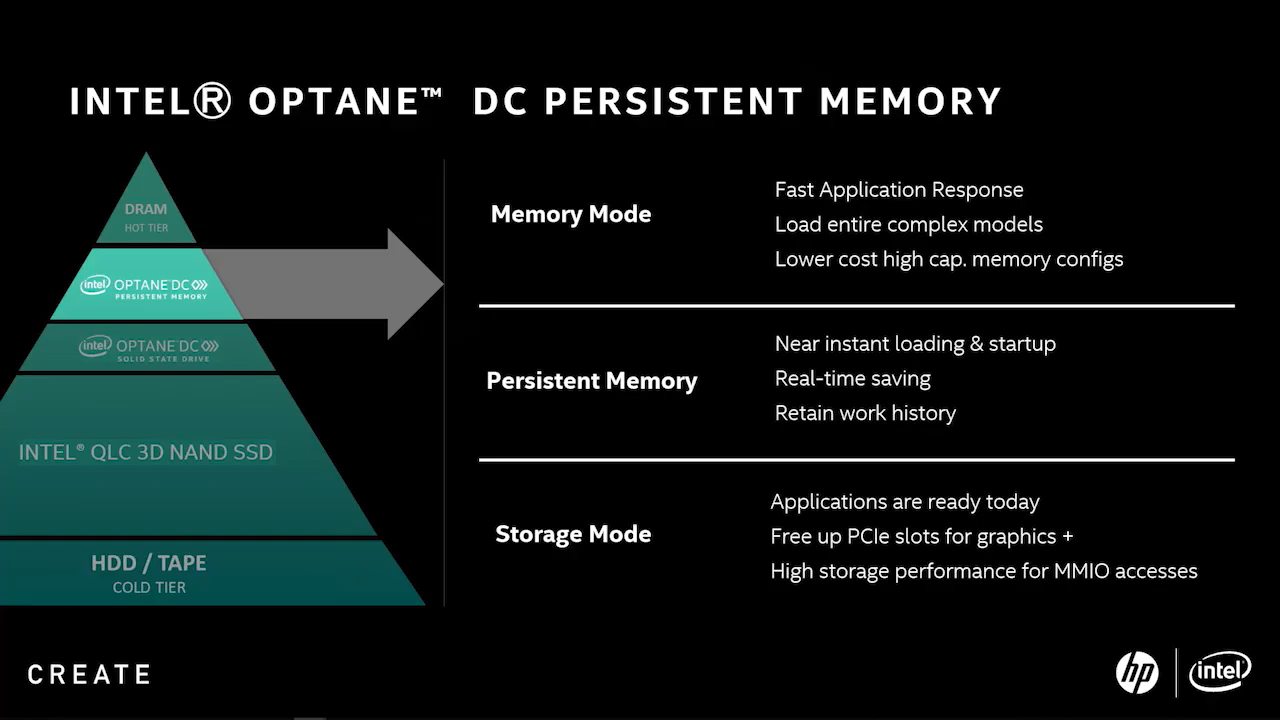 INTEL® OPTANE™ DC PERSISTENT MEMORY
DRAM
HOT TIER
intel OPTANE DC
PERSISTENT MEMORY
intel OPTANE DC
SOLID STATE DRIVE
INTEL® QLC 3D NAND SSD
HDD / TAPE
COLD TIER
Memory Mode
Fast Application Response
Load entire complex models
Lower cost high cap. memory configs
Persistent Memory
Near instant loading & startup
Real-time saving
Retain work history
Storage Mode
Applications are ready today
Free up PCIe slots for graphics +
High storage performance for MMIO accesses
CREATE
hp
intel